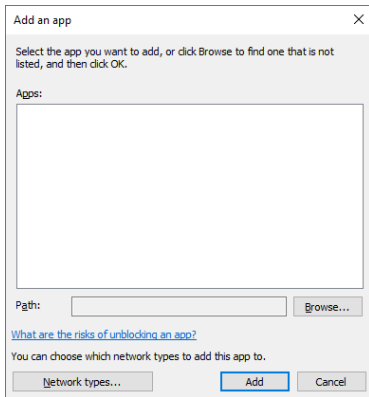 Add an app
Select the app you want to add, or click Browse to find one that is not
listed, and then click OK.
Apps:
Path:
Browse...
What are the risks of unblocking an app?
You can choose which network types to add this app to.
Network types...
Add
Cancel